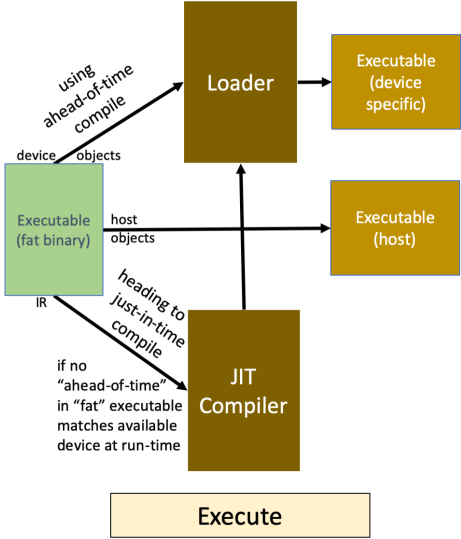 using
ahead-of-time
compile
Loader
Executable
(device
specific)
device objects
Executable
(fat binary)
host
objects
Executable
(host)
IR
heading to
just-in-time
compile
if no
“ahead-of-time”
in “fat” executable
matches available
device at run-time
JIT
Compiler
Execute